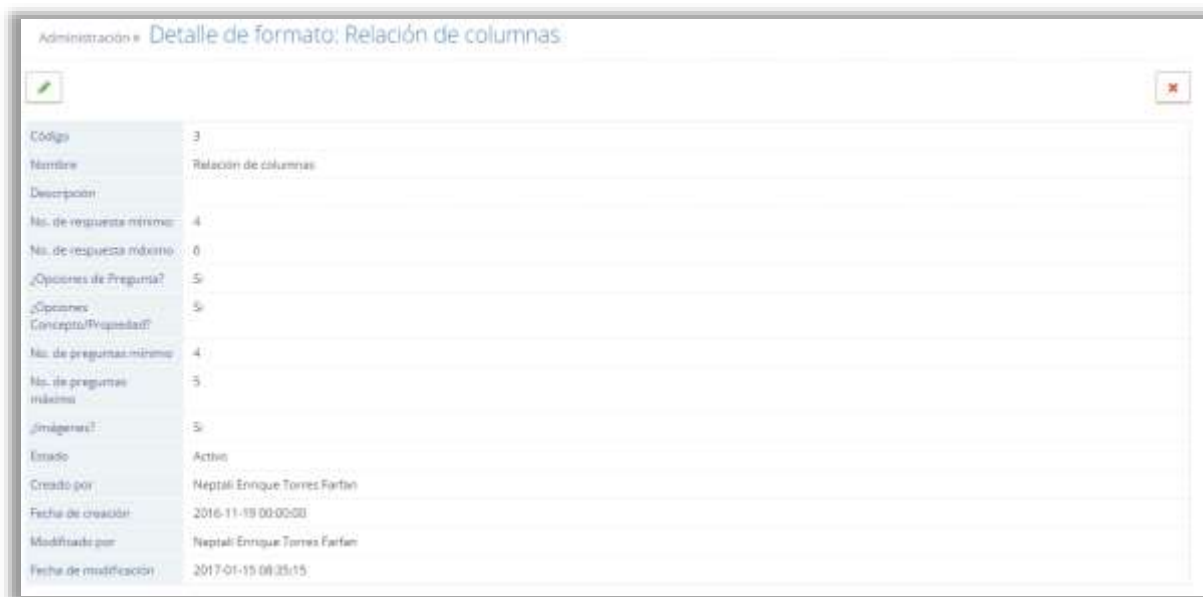 Administración » Detalle de formato: Relación de columnas
Código 3
Nombre Relación de columnas
Descripción
No. de respuesta mínimo 4
No. de respuesta máximo 6
¿Opciones de Pregunta? Si
¿Opciones Si
Concepto/Propiedad?
No. de preguntas mínimo 4
No. de preguntas 5
máximo
¿Imágenes? Si
Estado Activo
Creado por Neptali Enrique Torres Farfan
Fecha de creación 2016-11-19 00:00:00
Modificado por Neptali Enrique Torres Farfan
Fecha de modificación 2017-01-15 08:35:15